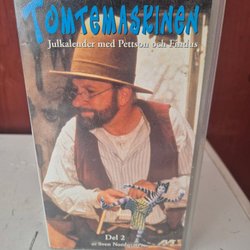 TOMTEMASKINEN
Julkalender med Pettson och Findus
Del 2
av Sven Nordqvist